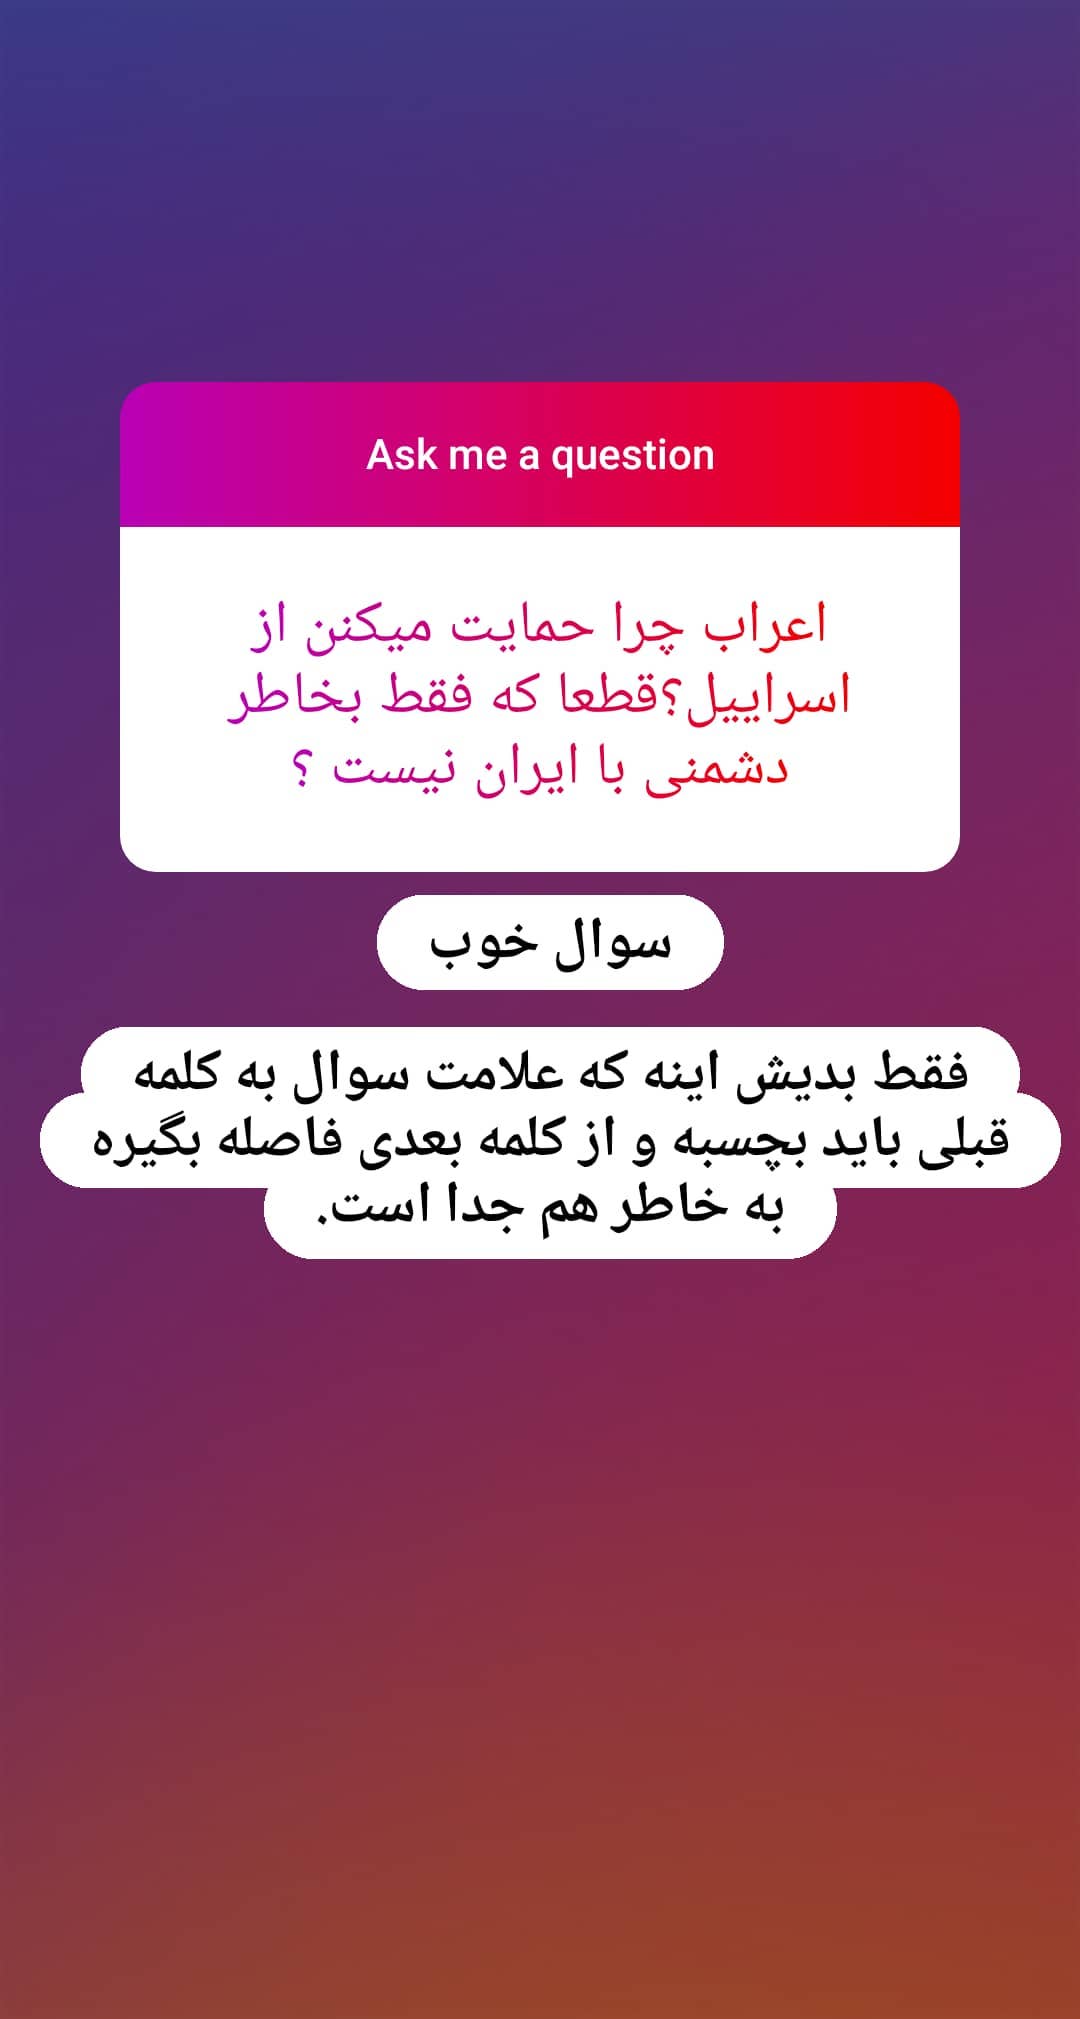 Ask me a question
اعراب چرا حمایت میکنن از
اسراییل؟قطعا که فقط بخاطر
دشمنی با ایران نیست ؟
سوال خوب
فقط بدیش اینه که علامت سوال به کلمه
قبلی باید بچسبه و از کلمه بعدی فاصله بگیره
به خاطر هم جدا است.